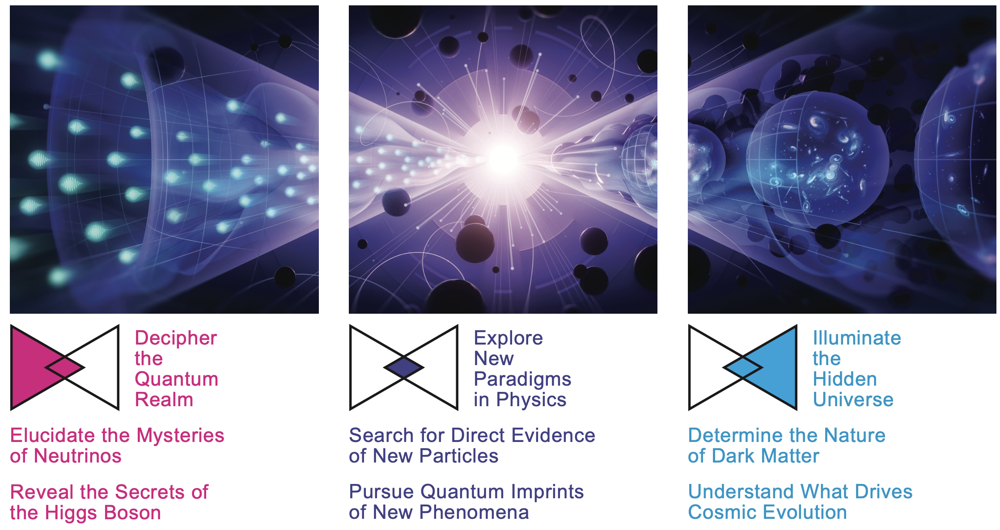 Decipher
the
Quantum
Realm
Elucidate the Mysteries
of Neutrinos
Reveal the Secrets of
the Higgs Boson
Explore
New
Paradigms
in Physics
Search for Direct Evidence
of New Particles
Pursue Quantum Imprints
of New Phenomena
Illuminate
the
Hidden
Universe
Determine the Nature
of Dark Matter
Understand What Drives
Cosmic Evolution